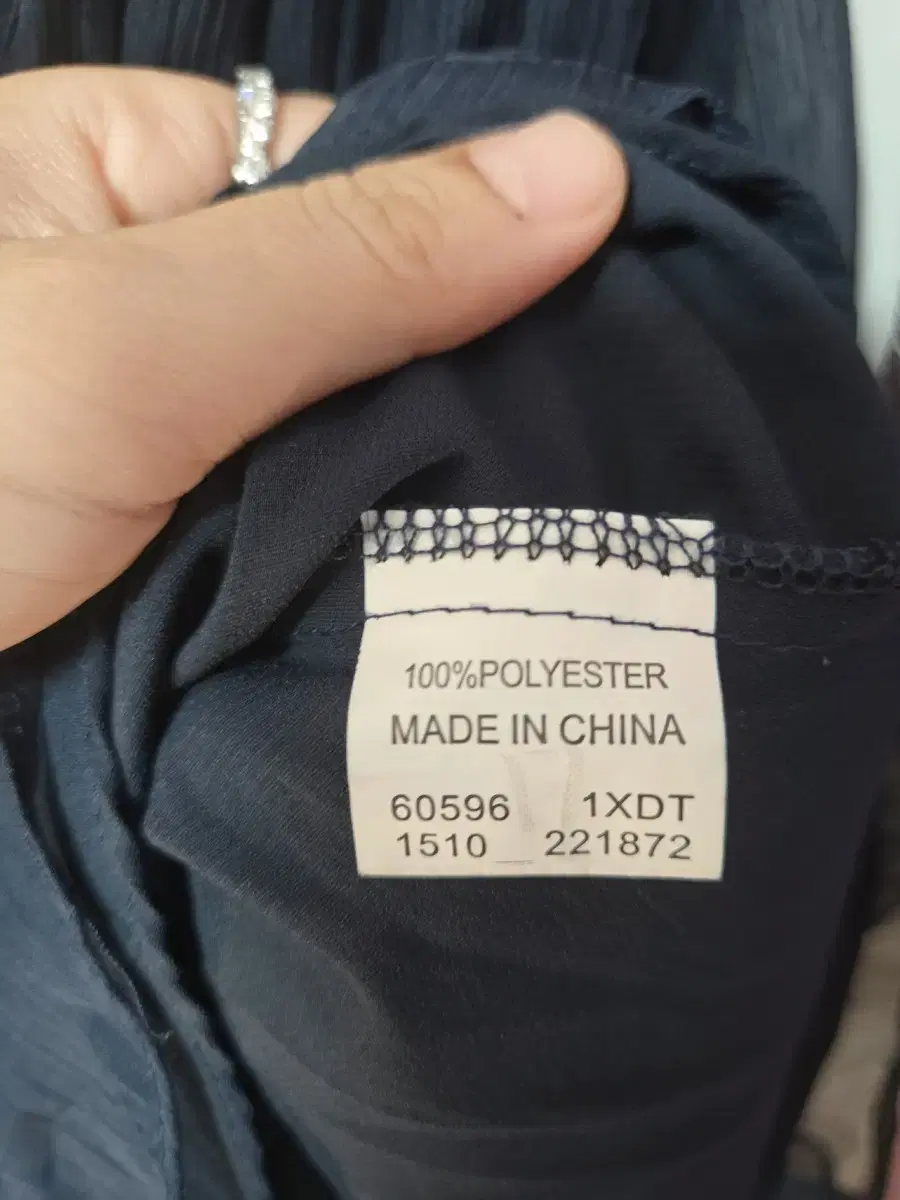 100%POLYESTER
MADE IN CHINA
60596 1XDT
1510 221872